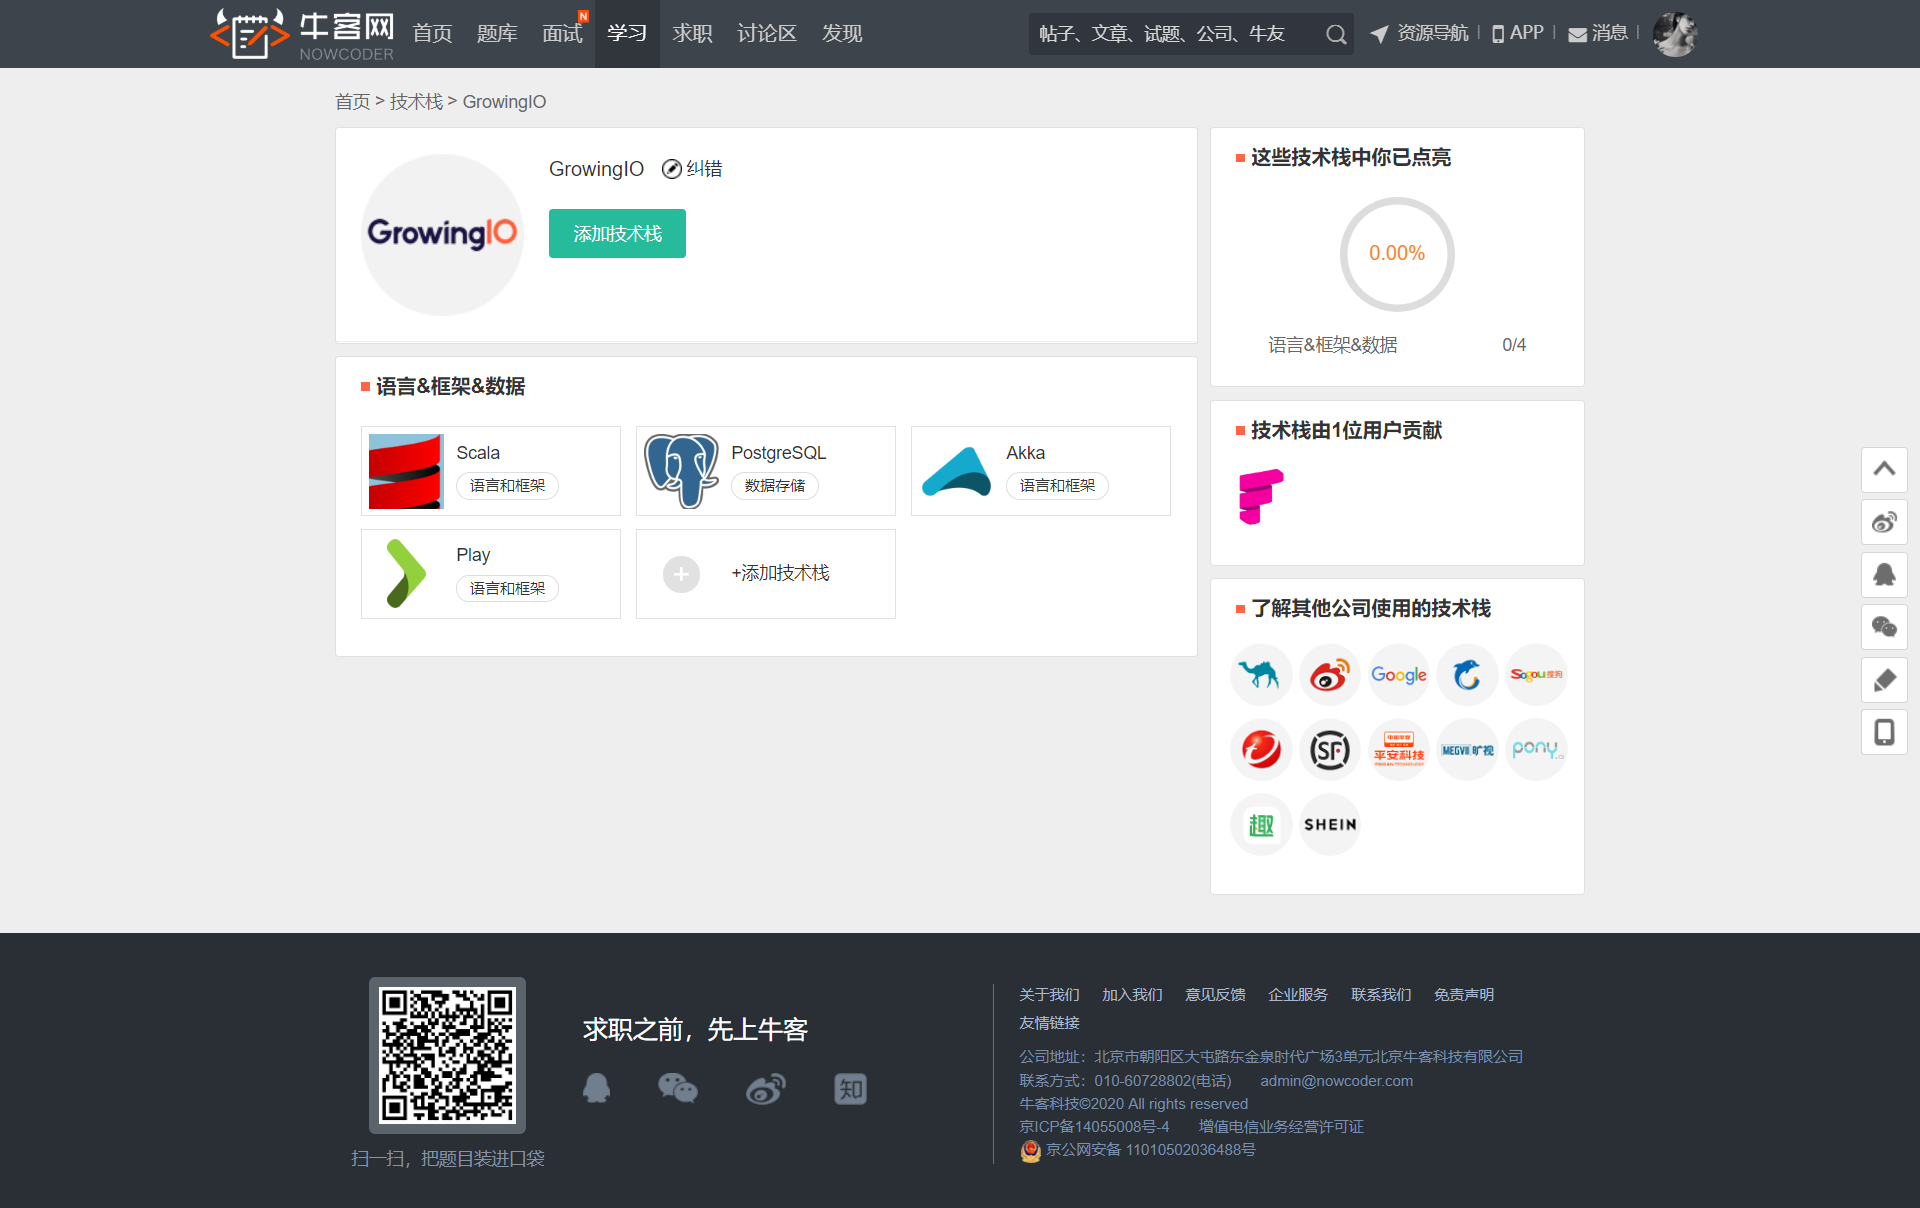 牛客网 NOWCODER 首页 题库 面试 N 学习 求职 讨论区 发现 帖子、文章、试题、公司、牛友 资源导航 APP 消息
首页 > 技术栈 > GrowingIO
GrowingIO
GrowingIO 纠错
添加技术栈
语言&框架&数据
Scala
语言和框架
PostgreSQL
数据存储
Akka
语言和框架
Play
语言和框架
+添加技术栈
这些技术栈中你已点亮
0.00%
语言&框架&数据 0/4
技术栈由1位用户贡献
了解其他公司使用的技术栈
Google Sogou搜狗
SF 平安科技 MEGVII旷视 pony.
趣 SHEIN
扫一扫，把题目装进口袋
求职之前，先上牛客
知
关于我们 加入我们 意见反馈 企业服务 联系我们 免责声明
友情链接
公司地址：北京市朝阳区大屯路东金泉时代广场3单元北京牛客科技有限公司
联系方式：010-60728802(电话) admin@nowcoder.com
牛客科技©2020 All rights reserved
京ICP备14055008号-4 增值电信业务经营许可证
京公网安备 11010502036488号